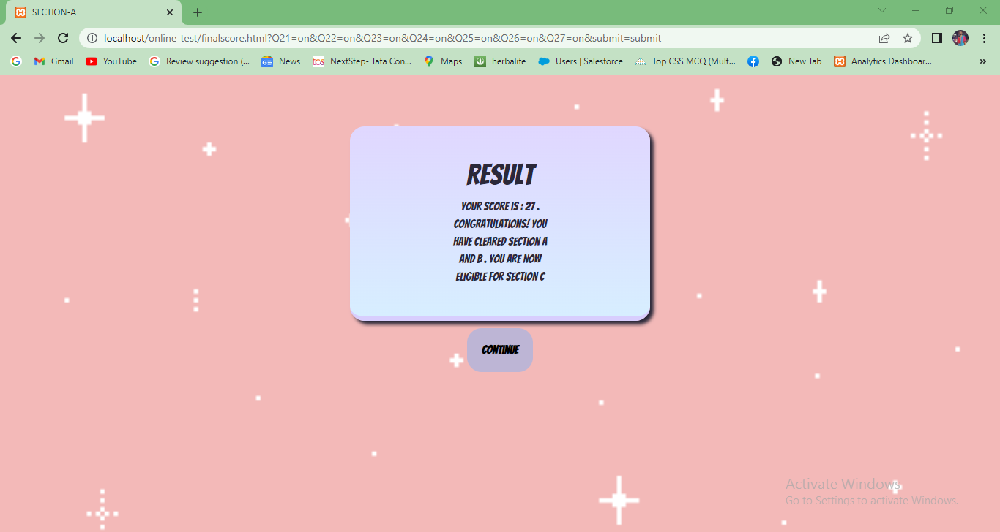 SECTION-A
localhost/online-test/finalscore.html?Q21=on&Q22=on&Q23=on&Q24=on&Q25=on&Q26=on&Q27=on&submit=submit
Gmail YouTube Review suggestion (... News NextStep- Tata Con... Maps herbalife Users | Salesforce Top CSS MCQ (Mult... New Tab Analytics Dashboar... »
RESULT
YOUR SCORE IS : 27 .
CONGRATULATIONS! YOU
HAVE CLEARED SECTION A
AND B . YOU ARE NOW
ELIGIBLE FOR SECTION C
CONTINUE
Activate Windows
Go to Settings to activate Windows.